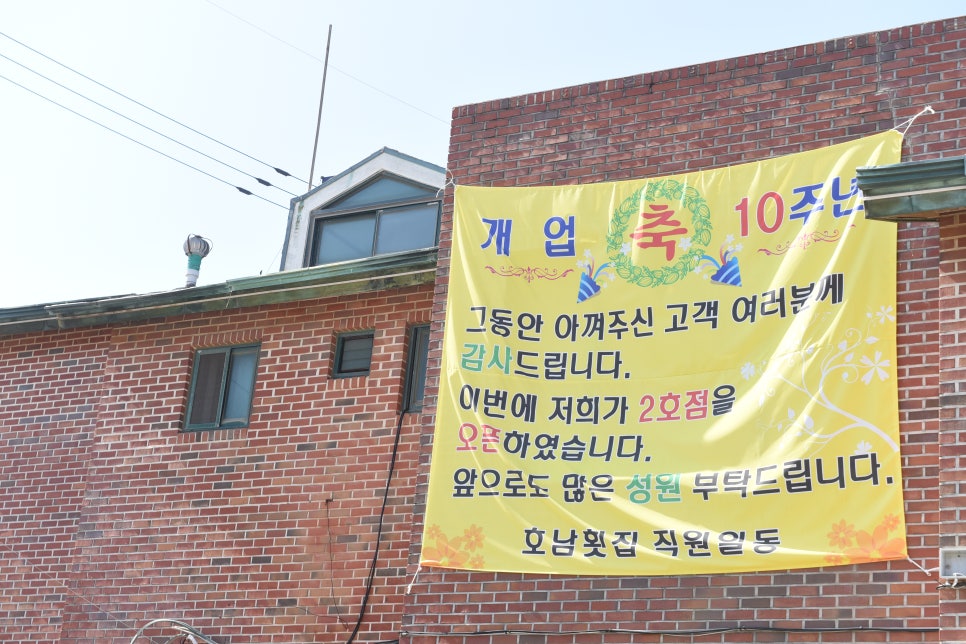 개업 축 10주년
그동안 아껴주신 고객 여러분께
감사드립니다.
이번에 저희가 2호점을
오픈하였습니다.
앞으로도 많은 성원 부탁드립니다.
호남횟집 직원일동